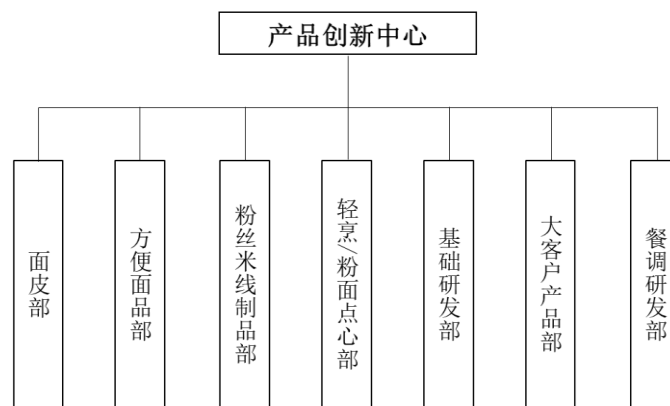 产品创新中心
面皮部
方便面品部
粉丝米线制品部
轻烹/粉面点心部
基础研发部
大客户产品部
餐调研发部